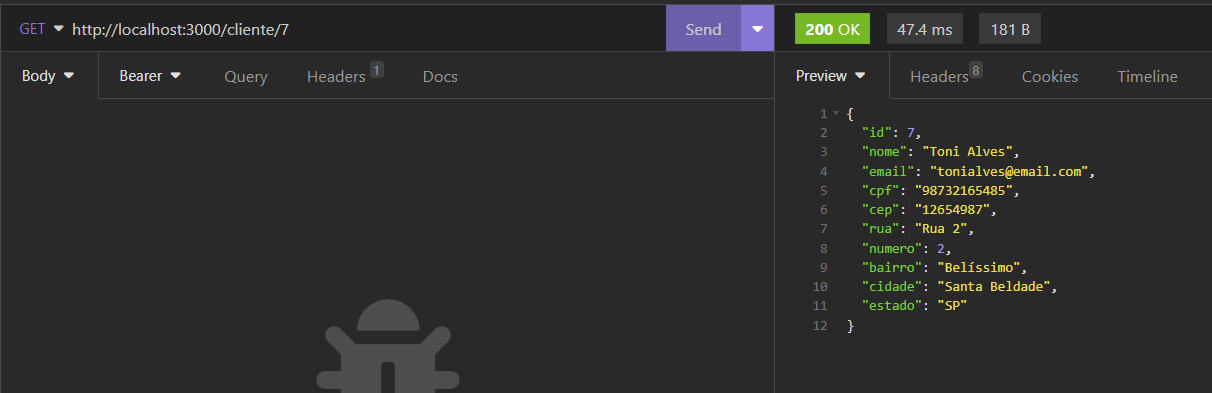 GET http://localhost:3000/cliente/7 Send 200 OK 47.4 ms 181 B
Body Bearer Query Headers 1 Docs Preview Headers 8 Cookies Timeline
1 {
2 "id": 7,
3 "nome": "Toni Alves",
4 "email": "tonialves@email.com",
5 "cpf": "98732165485",
6 "cep": "12654987",
7 "rua": "Rua 2",
8 "numero": 2,
9 "bairro": "Belíssimo",
10 "cidade": "Santa Beldade",
11 "estado": "SP"
12 }